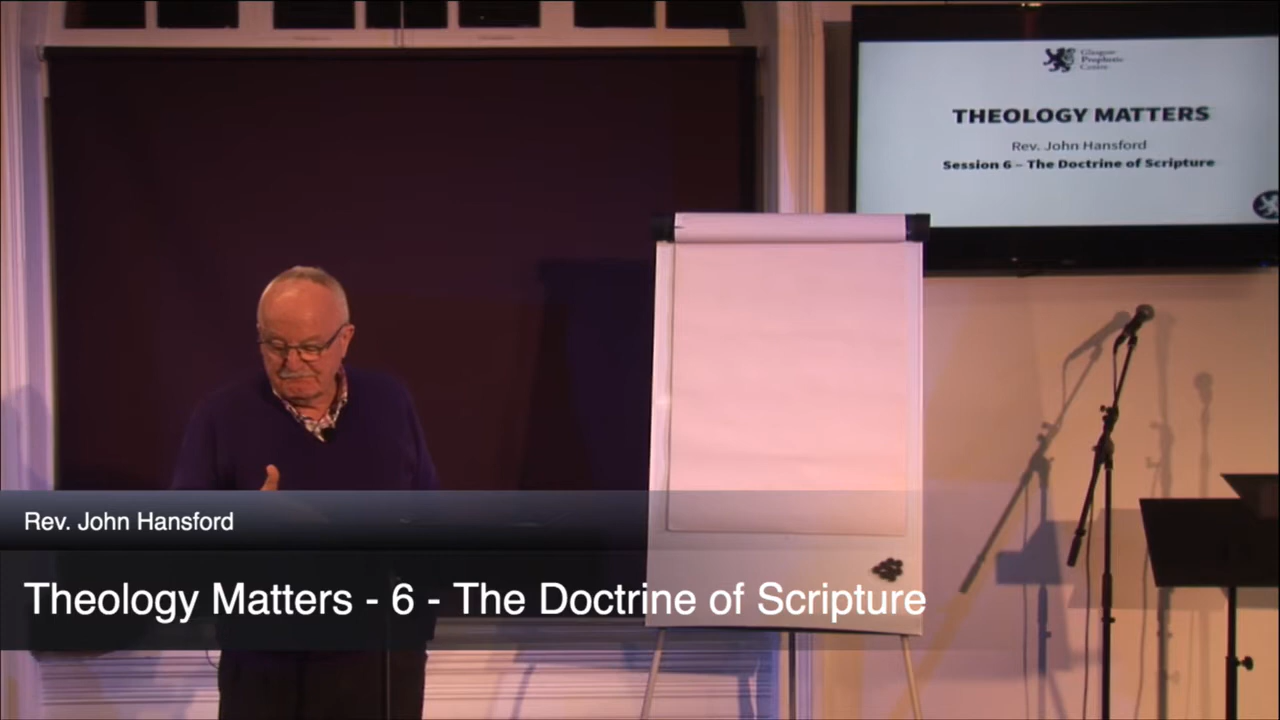 Glasgow
Prophetic
Centre
THEOLOGY MATTERS
Rev. John Hansford
Session 6 – The Doctrine of Scripture
Rev. John Hansford
Theology Matters - 6 - The Doctrine of Scripture